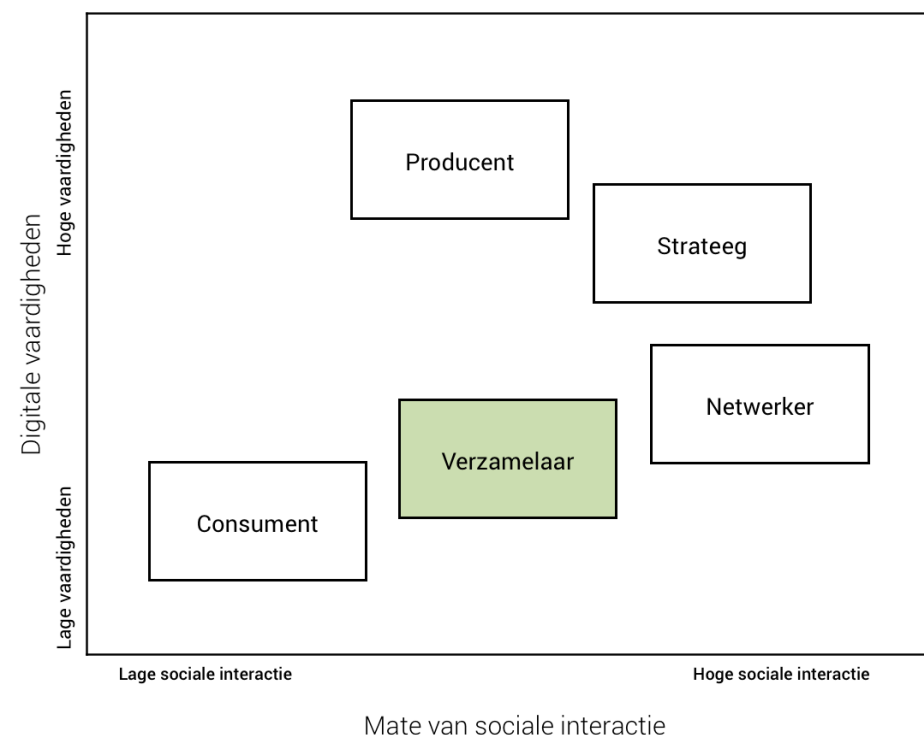 Digitale vaardigheden
Hoge vaardigheden
Lage vaardigheden
Producent
Strateeg
Netwerker
Verzamelaar
Consument
Lage sociale interactie
Hoge sociale interactie
Mate van sociale interactie